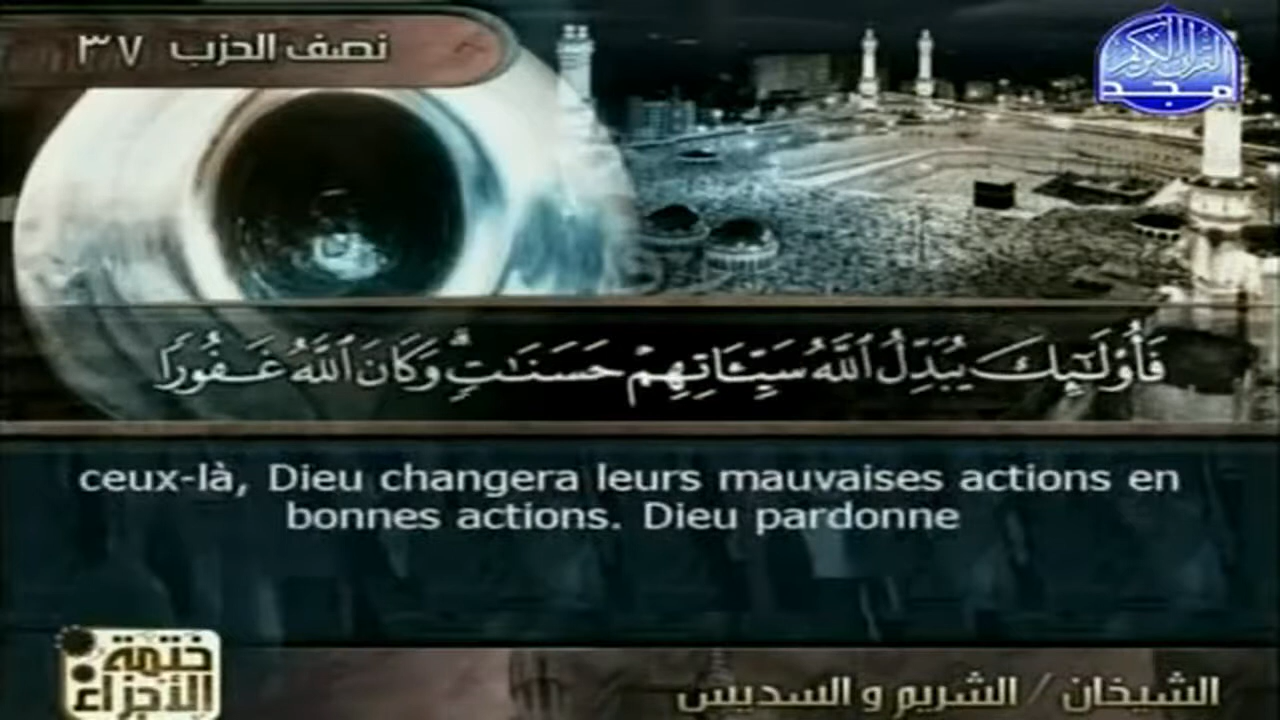 نصف الحزب ٣٧
القرآن الكريم
مجد
فَأُوْلَـٰٓئِكَ يُبَدِّلُ ٱللَّهُ سَيِّـَٔاتِهِمْ حَسَنَـٰتٍۗ وَكَانَ ٱللَّهُ غَفُورًا
ceux-là, Dieu changera leurs mauvaises actions en
bonnes actions. Dieu pardonne
ختمة
الأجزاء
الشيخان / الشريم و السديس